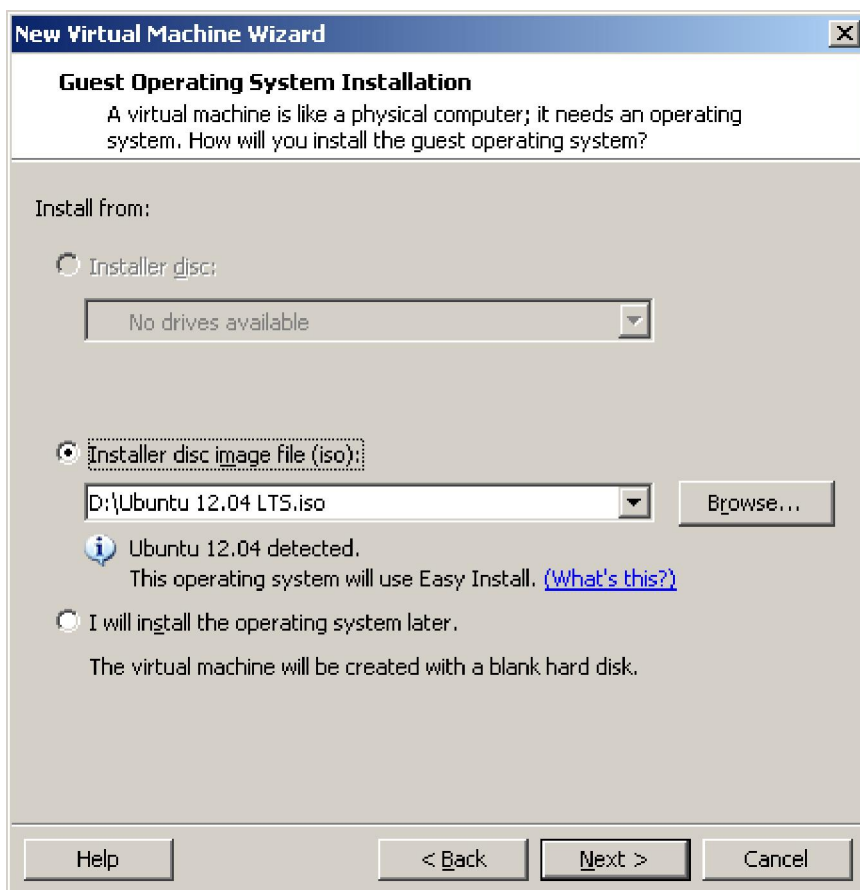 New Virtual Machine Wizard
Guest Operating System Installation
A virtual machine is like a physical computer; it needs an operating
system. How will you install the guest operating system?
Install from:
Installer disc:
No drives available
Installer disc image file (iso):
D:\Ubuntu 12.04 LTS.iso
Browse...
Ubuntu 12.04 detected.
This operating system will use Easy Install. (What's this?)
I will install the operating system later.
The virtual machine will be created with a blank hard disk.
Help
< Back
Next >
Cancel